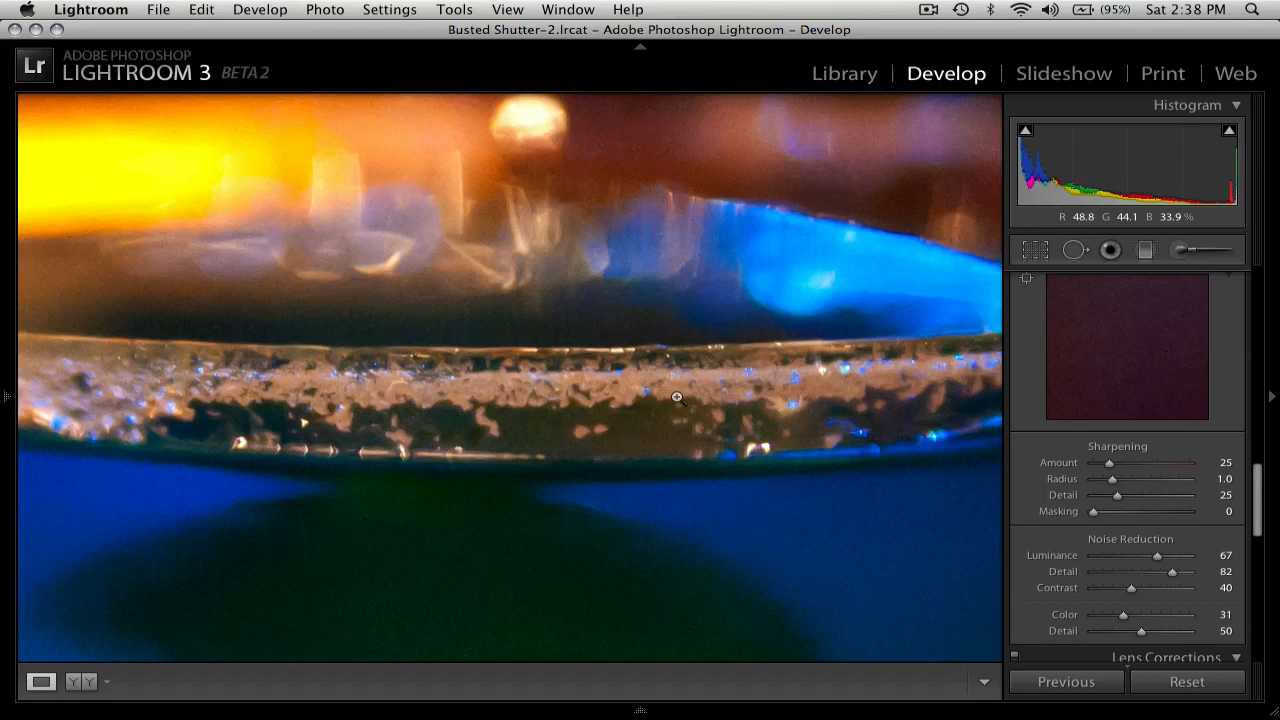 Lightroom File Edit Develop Photo Settings Tools View Window Help (95%) Sat 2:38 PM
Busted Shutter-2.lrcat – Adobe Photoshop Lightroom – Develop
Lr ADOBE PHOTOSHOP
LIGHTROOM 3 BETA 2
Library | Develop | Slideshow | Print | Web
Histogram
R 48.8 G 44.1 B 33.9 %
Sharpening
Amount 25
Radius 1.0
Detail 25
Masking 0
Noise Reduction
Luminance 67
Detail 82
Contrast 40
Color 31
Detail 50
Lens Corrections
Y Y
Previous Reset